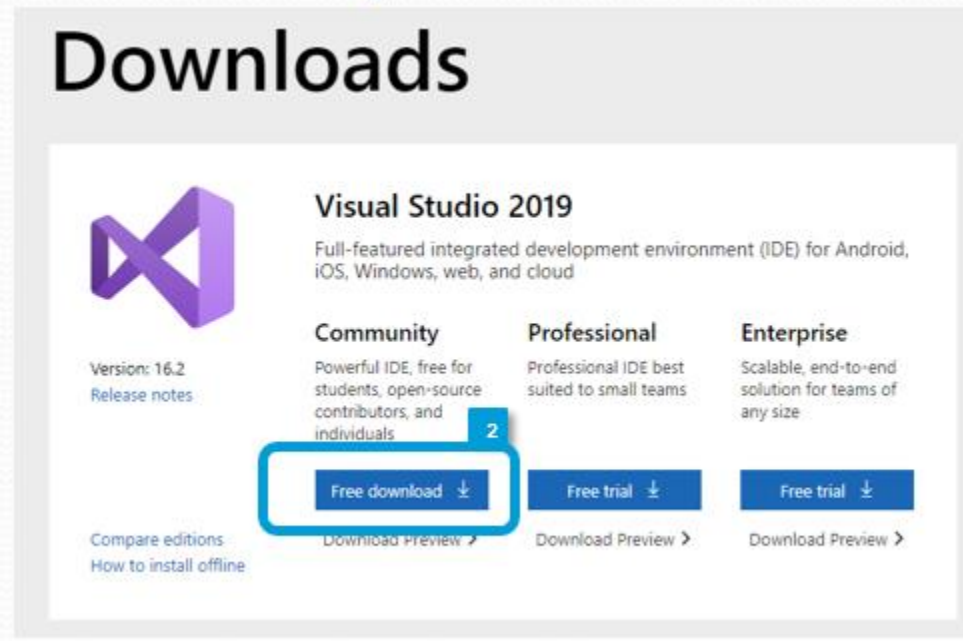 Downloads
Visual Studio 2019
Full-featured integrated development environment (IDE) for Android,
iOS, Windows, web, and cloud
Version: 16.2
Release notes
Community
Powerful IDE, free for
students, open-source
contributors, and
individuals
2
Free download
Download Preview
Professional
Professional IDE best
suited to small teams
Free trial
Download Preview
Enterprise
Scalable, end-to-end
solution for teams of
any size
Free trial
Download Preview
Compare editions
How to install offline